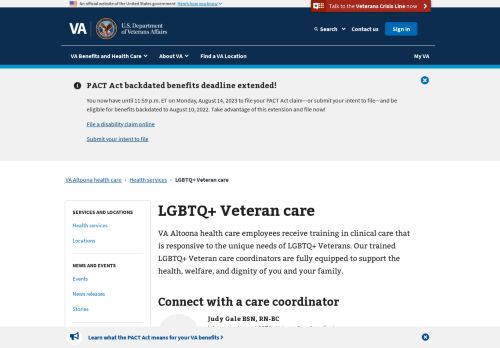 An official website of the United States government Here's how you know
Talk to the Veterans Crisis Line now
VA
U.S. Department
of Veterans Affairs
Search
Contact us
Sign in
VA Benefits and Health Care
About VA
Find a VA Location
My VA
PACT Act backdated benefits deadline extended!
You now have until 11:59 p.m. ET on Monday, August 14, 2023 to file your PACT Act claim—or submit your intent to file—and be
eligible for benefits backdated to August 10, 2022. Take advantage of this extension and file now!
File a disability claim online
Submit your intent to file
VA Altoona health care › Health services › LGBTQ+ Veteran care
SERVICES AND LOCATIONS
Health services
Locations
NEWS AND EVENTS
Events
News releases
Stories
LGBTQ+ Veteran care
VA Altoona health care employees receive training in clinical care that
is responsive to the unique needs of LGBTQ+ Veterans. Our trained
LGBTQ+ Veteran care coordinators are fully equipped to support the
health, welfare, and dignity of you and your family.
Connect with a care coordinator
Judy Gale BSN, RN-BC
Learn what the PACT Act means for your VA benefits